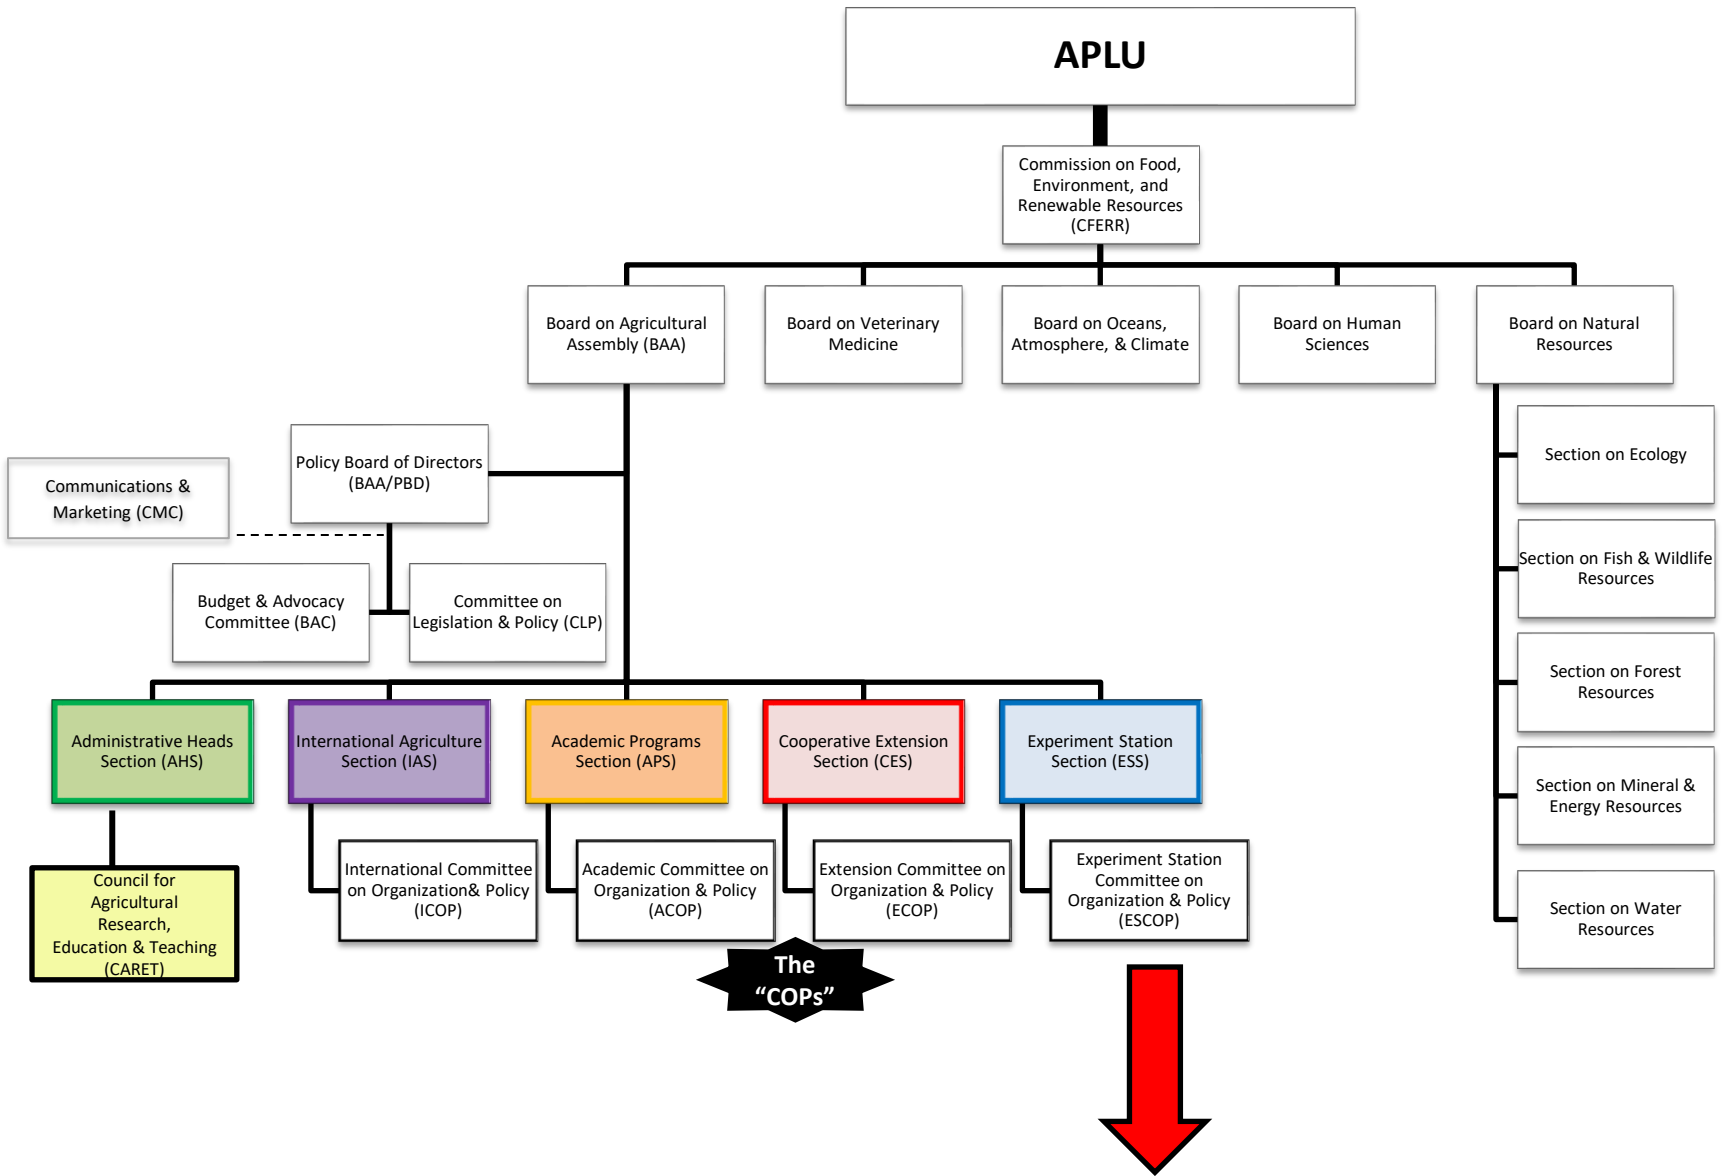 APLU
Commission on Food,
Environment, and
Renewable Resources
(CFERR)
Board on Agricultural
Assembly (BAA)
Board on Veterinary
Medicine
Board on Oceans,
Atmosphere, & Climate
Board on Human
Sciences
Board on Natural
Resources
Policy Board of Directors
(BAA/PBD)
Communications &
Marketing (CMC)
Budget & Advocacy
Committee (BAC)
Committee on
Legislation & Policy (CLP)
Section on Ecology
Section on Fish & Wildlife
Resources
Section on Forest
Resources
Section on Mineral &
Energy Resources
Section on Water
Resources
Administrative Heads
Section (AHS)
International Agriculture
Section (IAS)
Academic Programs
Section (APS)
Cooperative Extension
Section (CES)
Experiment Station
Section (ESS)
Council for
Agricultural
Research,
Education & Teaching
(CARET)
International Committee
on Organization& Policy
(ICOP)
Academic Committee on
Organization & Policy
(ACOP)
Extension Committee on
Organization & Policy
(ECOP)
Experiment Station
Committee on
Organization & Policy
(ESCOP)
The
“COPs”